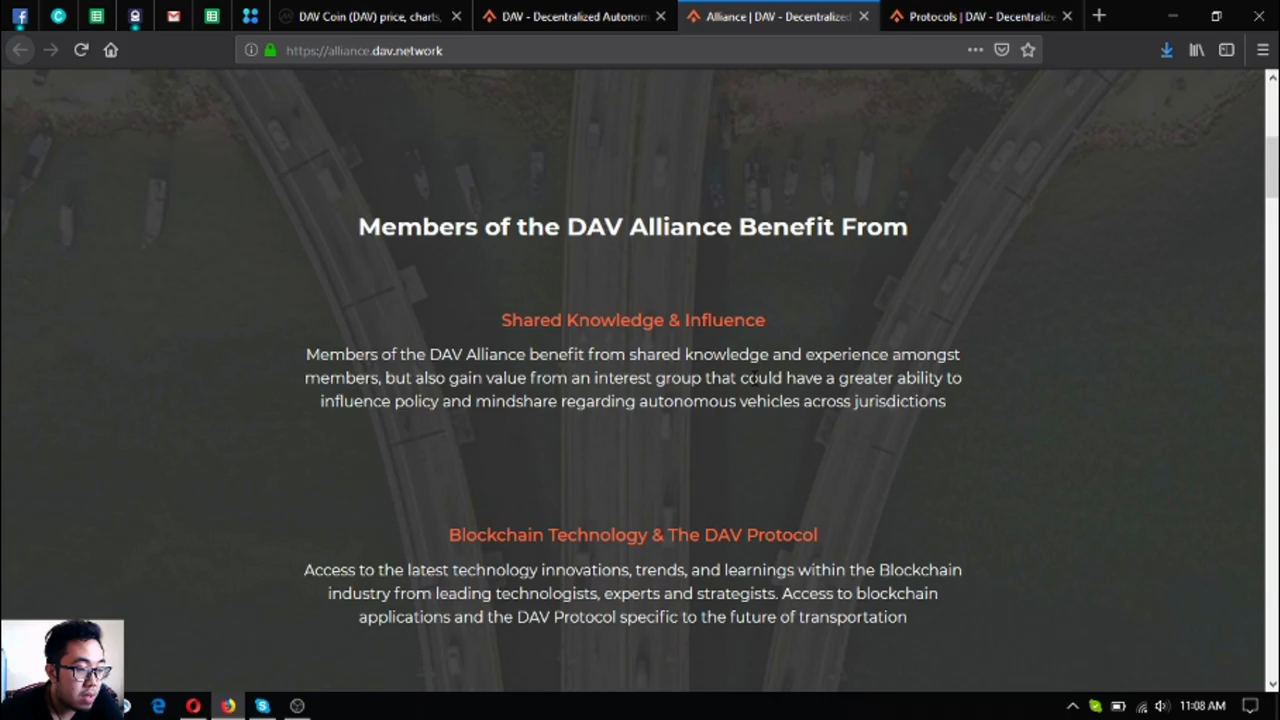 DAV Coin (DAV) price, charts,
DAV - Decentralized Autonom
Alliance | DAV - Decentralized
Protocols | DAV - Decentralize
https://alliance.dav.network
Members of the DAV Alliance Benefit From
Shared Knowledge & Influence
Members of the DAV Alliance benefit from shared knowledge and experience amongst
members, but also gain value from an interest group that could have a greater ability to
influence policy and mindshare regarding autonomous vehicles across jurisdictions
Blockchain Technology & The DAV Protocol
Access to the latest technology innovations, trends, and learnings within the Blockchain
industry from leading technologists, experts and strategists. Access to blockchain
applications and the DAV Protocol specific to the future of transportation
11:08 AM